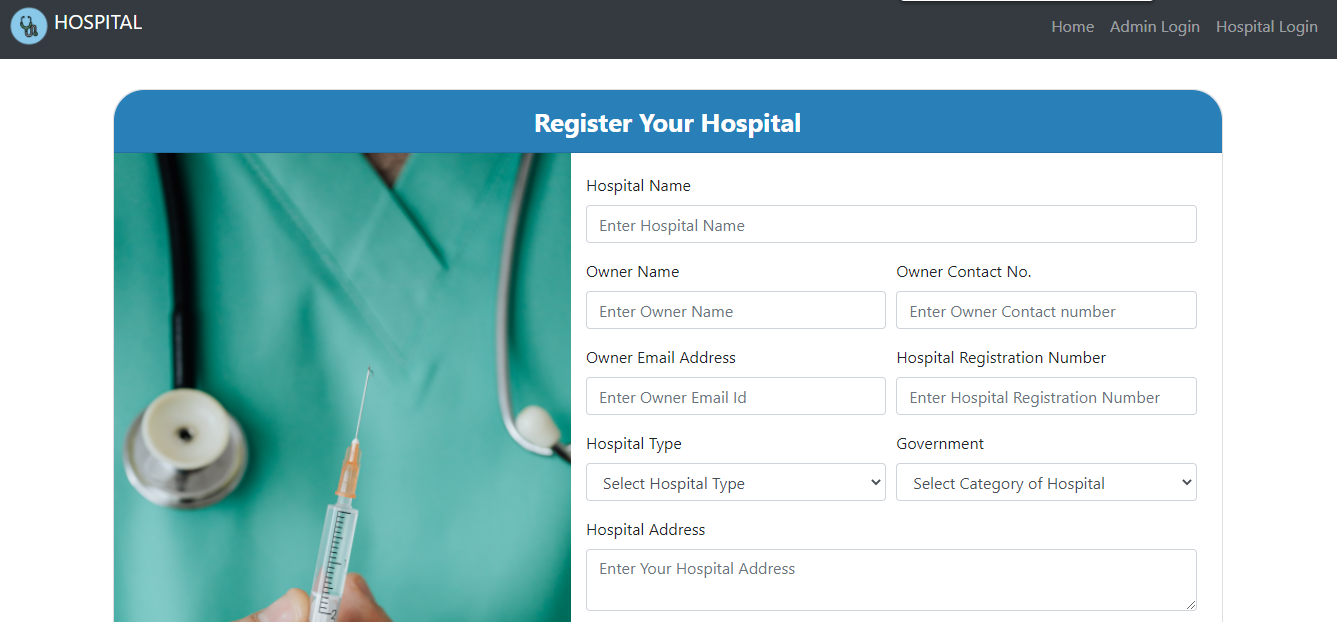 HOSPITAL
Home Admin Login Hospital Login
Register Your Hospital
Hospital Name
Enter Hospital Name
Owner Name Owner Contact No.
Enter Owner Name Enter Owner Contact number
Owner Email Address Hospital Registration Number
Enter Owner Email Id Enter Hospital Registration Number
Hospital Type Government
Select Hospital Type Select Category of Hospital
Hospital Address
Enter Your Hospital Address